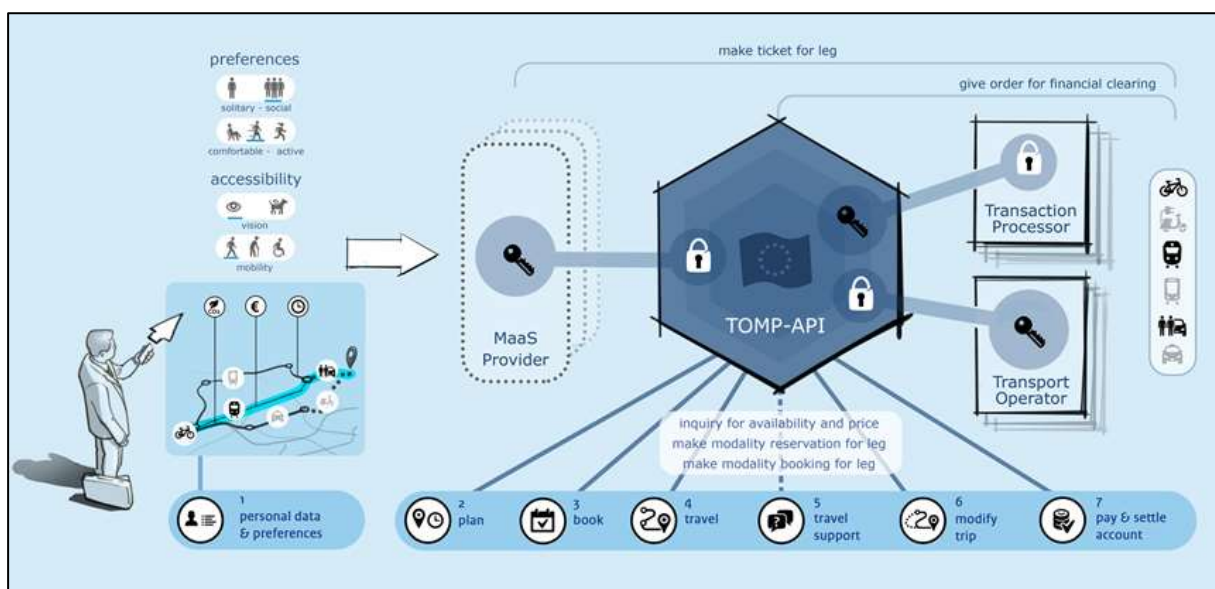 preferences
solitary - social
comfortable - active
accessibility
vision
mobility
CO2
€
make ticket for leg
give order for financial clearing
MaaS
Provider
TOMP-API
Transaction
Processor
Transport
Operator
inquiry for availability and price
make modality reservation for leg
make modality booking for leg
1
personal data
& preferences
2
plan
3
book
4
travel
5
travel
support
6
modify
trip
7
pay & settle
account